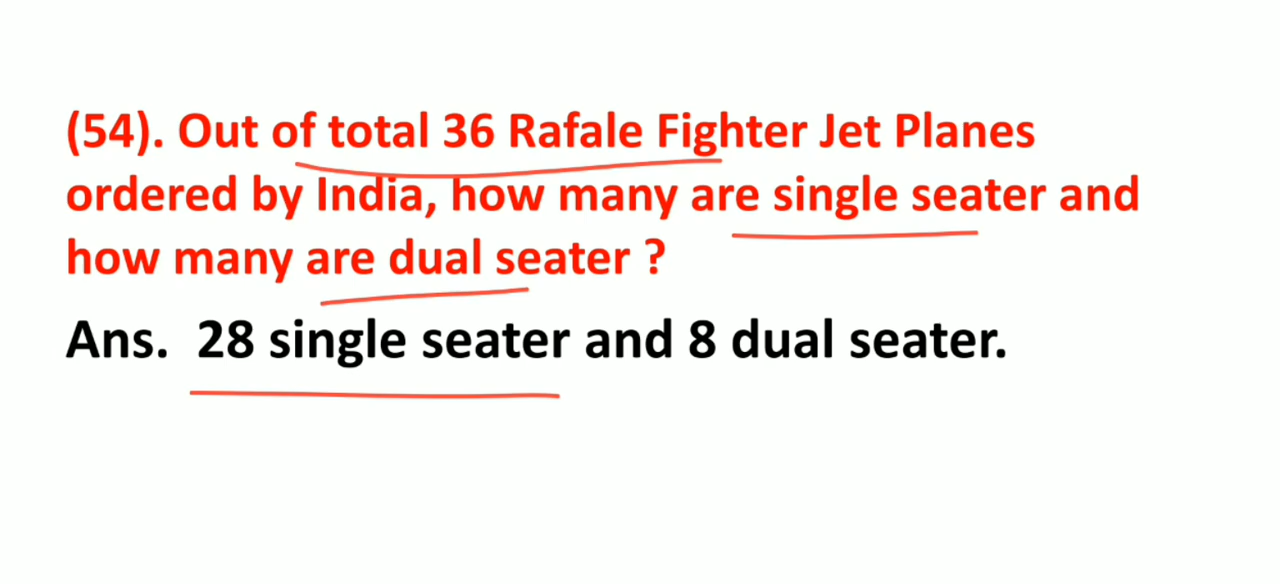 (54). Out of total 36 Rafale Fighter Jet Planes
ordered by India, how many are single seater and
how many are dual seater ?
Ans. 28 single seater and 8 dual seater.